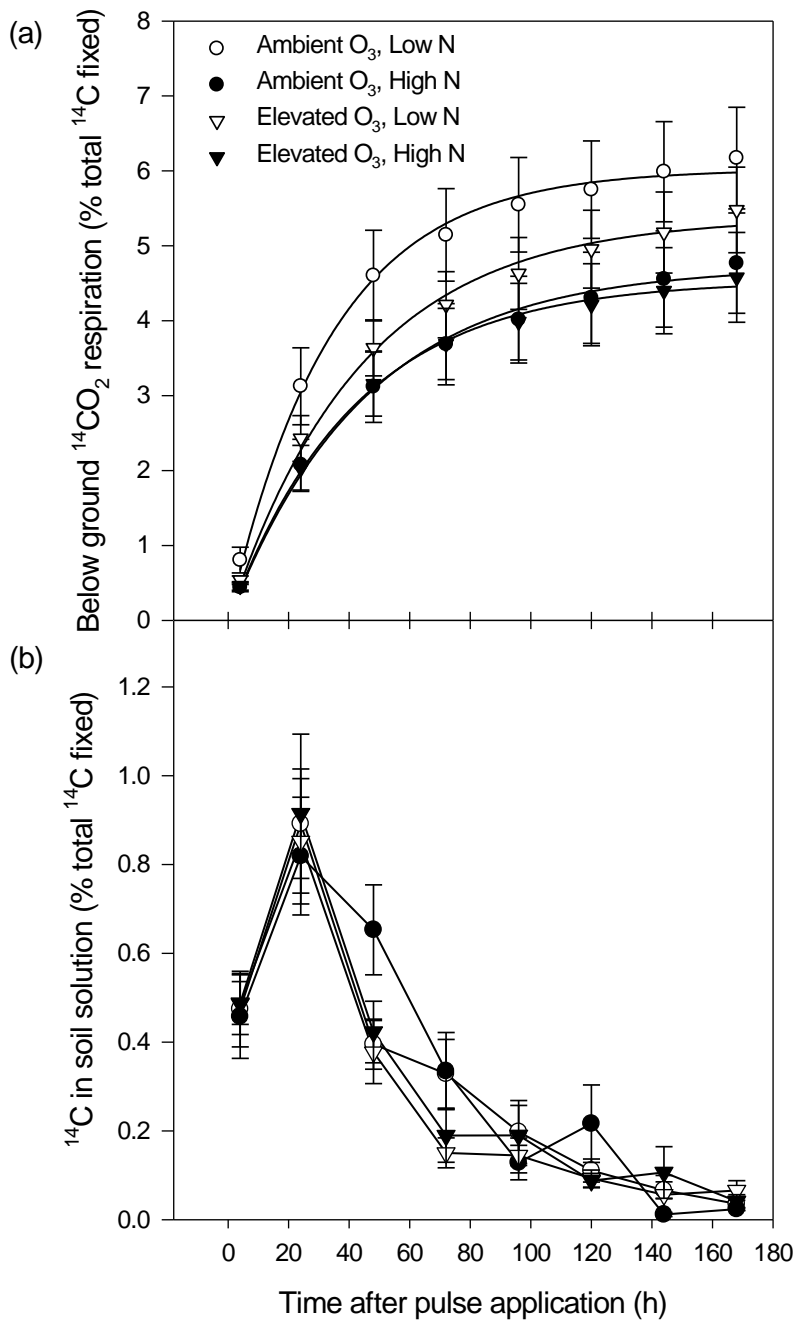 (a)
Below ground ¹⁴CO₂ respiration (% total ¹⁴C fixed)
8
7
6
5
4
3
2
1
0
Ambient O₃, Low N
Ambient O₃, High N
Elevated O₃, Low N
Elevated O₃, High N
(b)
¹⁴C in soil solution (% total ¹⁴C fixed)
1.2
1.0
0.8
0.6
0.4
0.2
0.0
0 20 40 60 80 100 120 140 160 180
Time after pulse application (h)